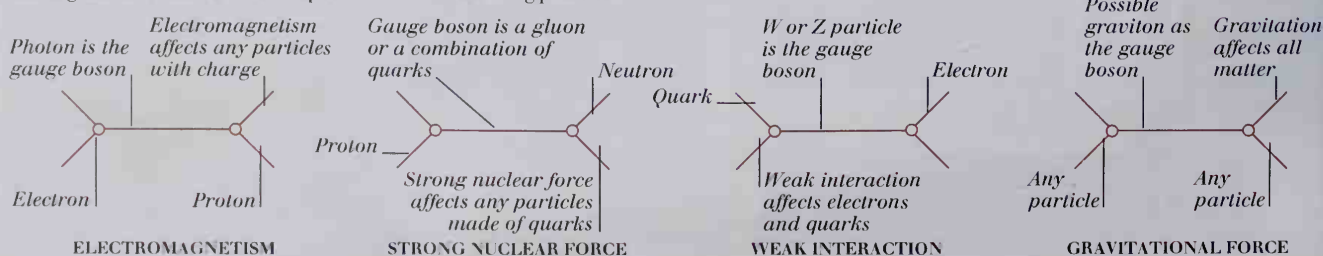 Photon is the
gauge boson
Electromagnetism
affects any particles
with charge
Electron
Proton
ELECTROMAGNETISM
Gauge boson is a gluon
or a combination of
quarks
Neutron
Proton
Strong nuclear force
affects any particles
made of quarks
STRONG NUCLEAR FORCE
W or Z particle
is the gauge
boson
Electron
Quark
Weak interaction
affects electrons
and quarks
WEAK INTERACTION
Possible
graviton as
the gauge
boson
Gravitation
affects all
matter
Any
particle
Any
particle
GRAVITATIONAL FORCE